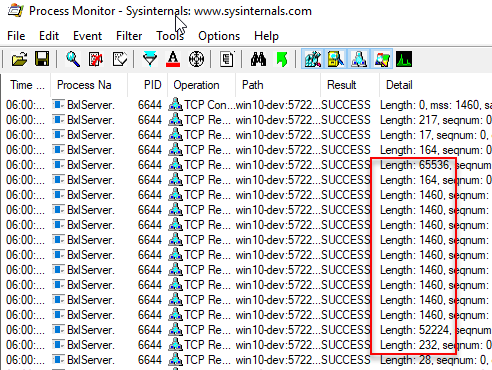 Process Monitor - Sysinternals: www.sysinternals.com
File Edit Event Filter Tools Options Help
Time ... Process Na PID Operation Path Result Detail
06:00:... BxlServer. 6644 TCP Con... win10-dev:5722... SUCCESS Length: 0, mss: 1460, sa
06:00:... BxlServer. 6644 TCP Re... win10-dev:5722... SUCCESS Length: 217, seqnum: 0
06:00:... BxlServer. 6644 TCP Re... win10-dev:5722... SUCCESS Length: 17, seqnum: 0,
06:00:... BxlServer. 6644 TCP Re... win10-dev:5722... SUCCESS Length: 164, seqnum: 0
06:00:... BxlServer. 6644 TCP Re... win10-dev:5722... SUCCESS Length: 65536, seqnum
06:00:... BxlServer. 6644 TCP Re... win10-dev:5722... SUCCESS Length: 164, seqnum: 0
06:00:... BxlServer. 6644 TCP Re... win10-dev:5722... SUCCESS Length: 1460, seqnum:
06:00:... BxlServer. 6644 TCP Re... win10-dev:5722... SUCCESS Length: 1460, seqnum:
06:00:... BxlServer. 6644 TCP Re... win10-dev:5722... SUCCESS Length: 1460, seqnum:
06:00:... BxlServer. 6644 TCP Re... win10-dev:5722... SUCCESS Length: 1460, seqnum:
06:00:... BxlServer. 6644 TCP Re... win10-dev:5722... SUCCESS Length: 1460, seqnum:
06:00:... BxlServer. 6644 TCP Re... win10-dev:5722... SUCCESS Length: 1460, seqnum:
06:00:... BxlServer. 6644 TCP Re... win10-dev:5722... SUCCESS Length: 1460, seqnum:
06:00:... BxlServer. 6644 TCP Re... win10-dev:5722... SUCCESS Length: 1460, seqnum:
06:00:... BxlServer. 6644 TCP Re... win10-dev:5722... SUCCESS Length: 1460, seqnum:
06:00:... BxlServer. 6644 TCP Re... win10-dev:5722... SUCCESS Length: 52224, seqnum
06:00:... BxlServer. 6644 TCP Re... win10-dev:5722... SUCCESS Length: 232, seqnum: 0
06:00:... BxlServer. 6644 TCP Re... win10-dev:5722... SUCCESS Length: 28, seqnum: 0,